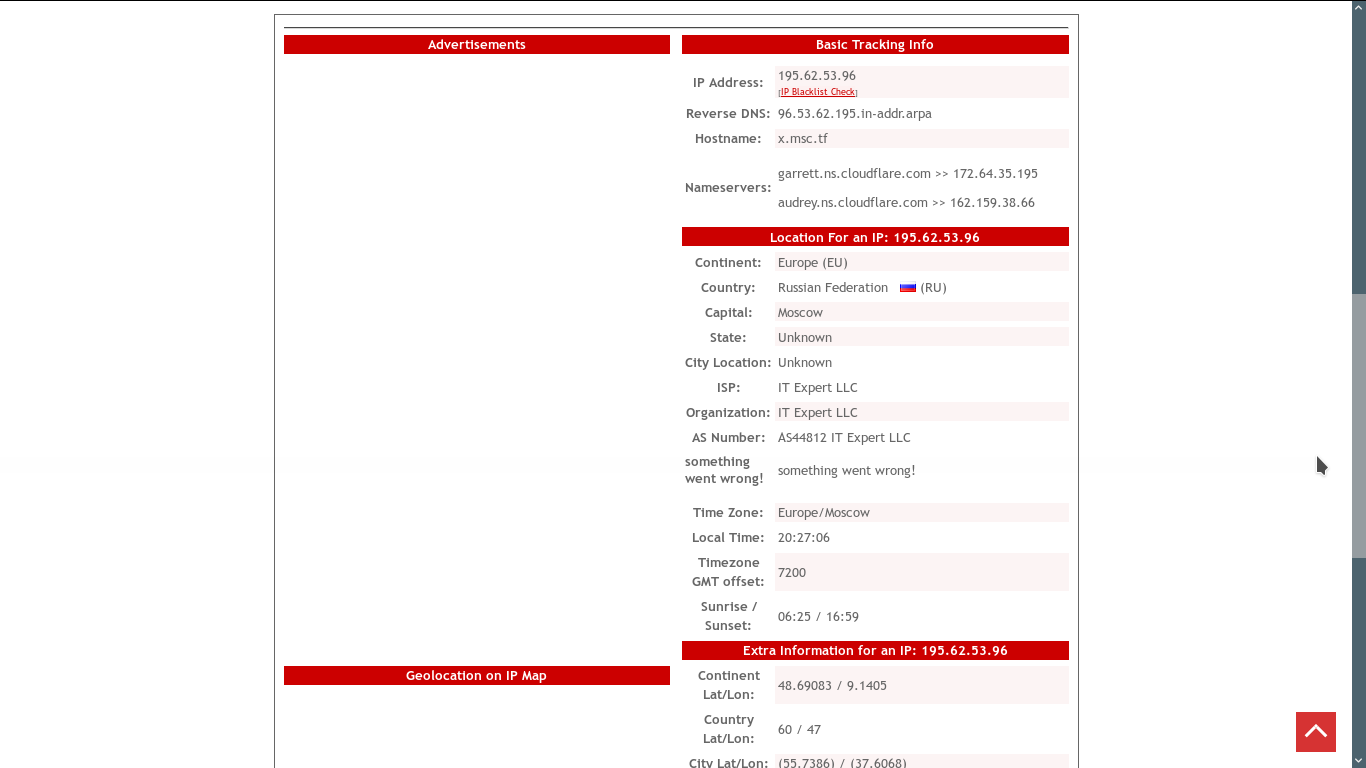 Advertisements
Basic Tracking Info
IP Address: 195.62.53.96
[IP Blacklist Check]
Reverse DNS: 96.53.62.195.in-addr.arpa
Hostname: x.msc.tf
Nameservers: garrett.ns.cloudflare.com >> 172.64.35.195
audrey.ns.cloudflare.com >> 162.159.38.66
Location For an IP: 195.62.53.96
Continent: Europe (EU)
Country: Russian Federation (RU)
Capital: Moscow
State: Unknown
City Location: Unknown
ISP: IT Expert LLC
Organization: IT Expert LLC
AS Number: AS44812 IT Expert LLC
something
went wrong! something went wrong!
Time Zone: Europe/Moscow
Local Time: 20:27:06
Timezone
GMT offset: 7200
Sunrise /
Sunset: 06:25 / 16:59
Extra Information for an IP: 195.62.53.96
Geolocation on IP Map
Continent
Lat/Lon: 48.69083 / 9.1405
Country
Lat/Lon: 60 / 47
City Lat/Lon: (55.7386) / (37.6068)